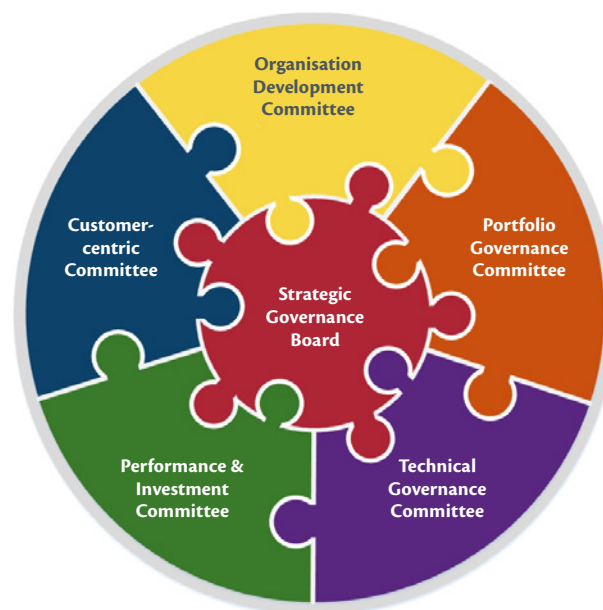 Organisation
Development
Committee
Customer-
centric
Committee
Portfolio
Governance
Committee
Strategic
Governance
Board
Performance &
Investment
Committee
Technical
Governance
Committee